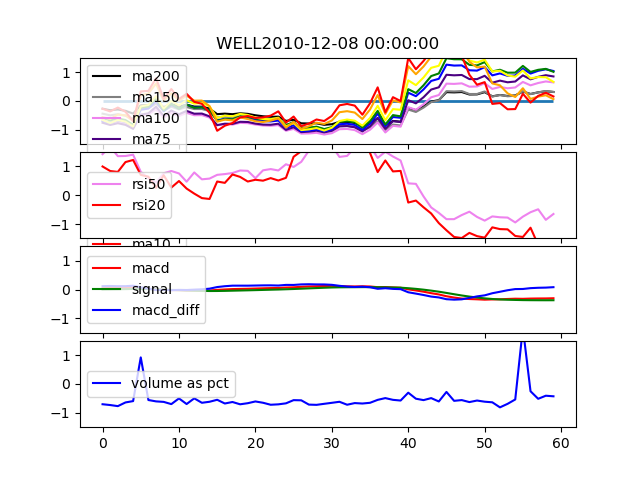 WELL2010-12-08 00:00:00
1
0
−1
ma200
ma150
ma100
ma75
1
0
−1
rsi50
rsi20
ma10
1
0
−1
macd
signal
macd_diff
1
0
−1
volume as pct
0 10 20 30 40 50 60